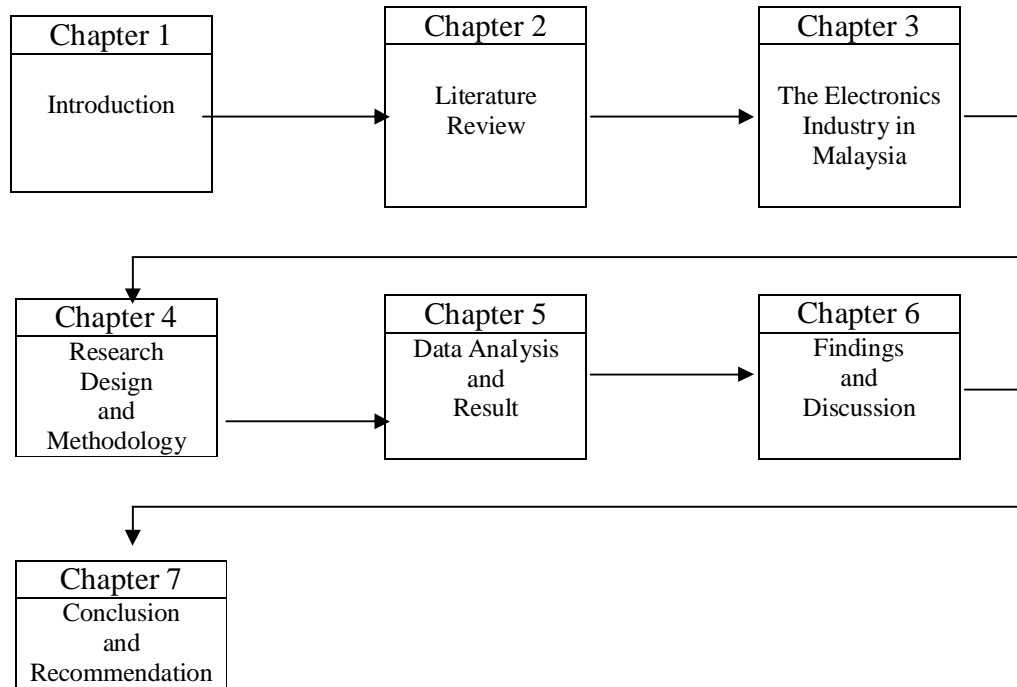 Chapter 1
Introduction
Chapter 2
Literature
Review
Chapter 3
The Electronics
Industry in
Malaysia
Chapter 4
Research
Design
and
Methodology
Chapter 5
Data Analysis
and
Result
Chapter 6
Findings
and
Discussion
Chapter 7
Conclusion
and
Recommendation